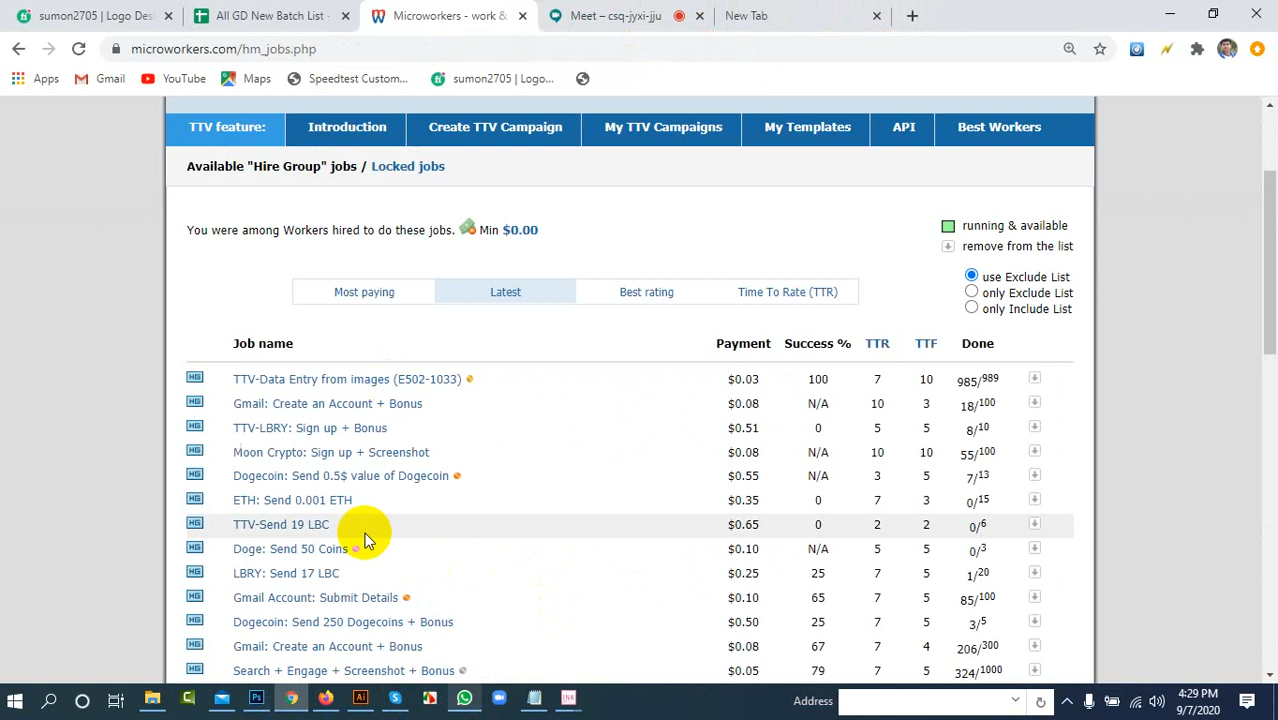 sumon2705 | Logo Des
All GD New Batch List -
Microworkers - work &
Meet – csq-jyxi-jju
New Tab
microworkers.com/hm_jobs.php
Apps
Gmail
YouTube
Maps
Speedtest Custom...
sumon2705 | Logo...
TTV feature:
Introduction
Create TTV Campaign
My TTV Campaigns
My Templates
API
Best Workers
Available "Hire Group" jobs / Locked jobs
You were among Workers hired to do these jobs. Min $0.00
running & available
remove from the list
use Exclude List
only Exclude List
only Include List
Most paying
Latest
Best rating
Time To Rate (TTR)
Job name Payment Success % TTR TTF Done
HG TTV-Data Entry from images (E502-1033) $0.03 100 7 10 985/989
HG Gmail: Create an Account + Bonus $0.08 N/A 10 3 18/100
HG TTV-LBRY: Sign up + Bonus $0.51 0 5 5 8/10
HG Moon Crypto: Sign up + Screenshot $0.08 N/A 10 10 55/100
HG Dogecoin: Send 0.5$ value of Dogecoin $0.55 N/A 3 5 7/13
HG ETH: Send 0.001 ETH $0.35 0 7 3 0/15
HG TTV-Send 19 LBC $0.65 0 2 2 0/6
HG Doge: Send 50 Coins $0.10 N/A 5 5 0/3
HG LBRY: Send 17 LBC $0.25 25 7 5 1/20
HG Gmail Account: Submit Details $0.10 65 7 5 85/100
HG Dogecoin: Send 250 Dogecoins + Bonus $0.50 25 7 5 3/5
HG Gmail: Create an Account + Bonus $0.08 67 7 4 206/300
HG Search + Engage + Screenshot + Bonus $0.05 79 7 5 324/1000
Address
4:29 PM
9/7/2020